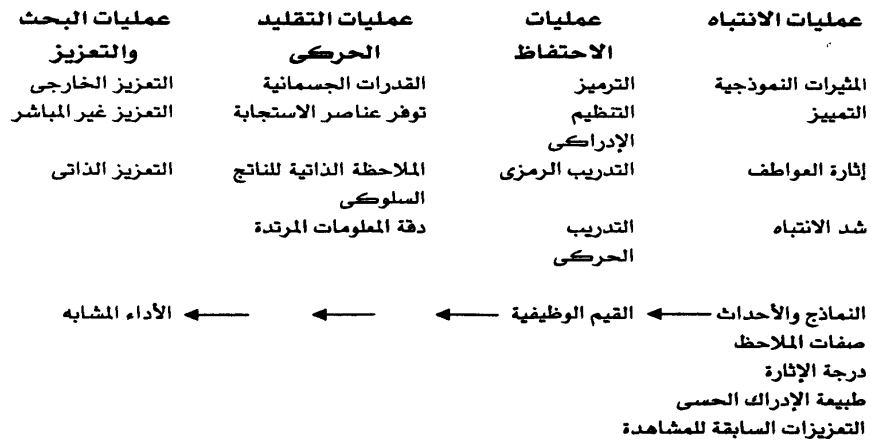 عمليات الانتباه عمليات عمليات التقليد عمليات البحث
الاحتفاظ الحركى والتعزيز
المثيرات النموذجية الترميز القدرات الجسمانية التعزيز الخارجى
التمييز التنظيم توفر عناصر الاستجابة التعزيز غير المباشر
الإدراكى
إثارة العواطف التدريب الرمزى الملاحظة الذاتية للناتج التعزيز الذاتى
السلوكى
شد الانتباه التدريب دقة المعلومات المرتدة
الحركى
النماذج والأحداث القيم الوظيفية الأداء المشابه
صفات الملاحظ
درجة الإثارة
طبيعة الإدراك الحسى
التعزيزات السابقة للمشاهدة